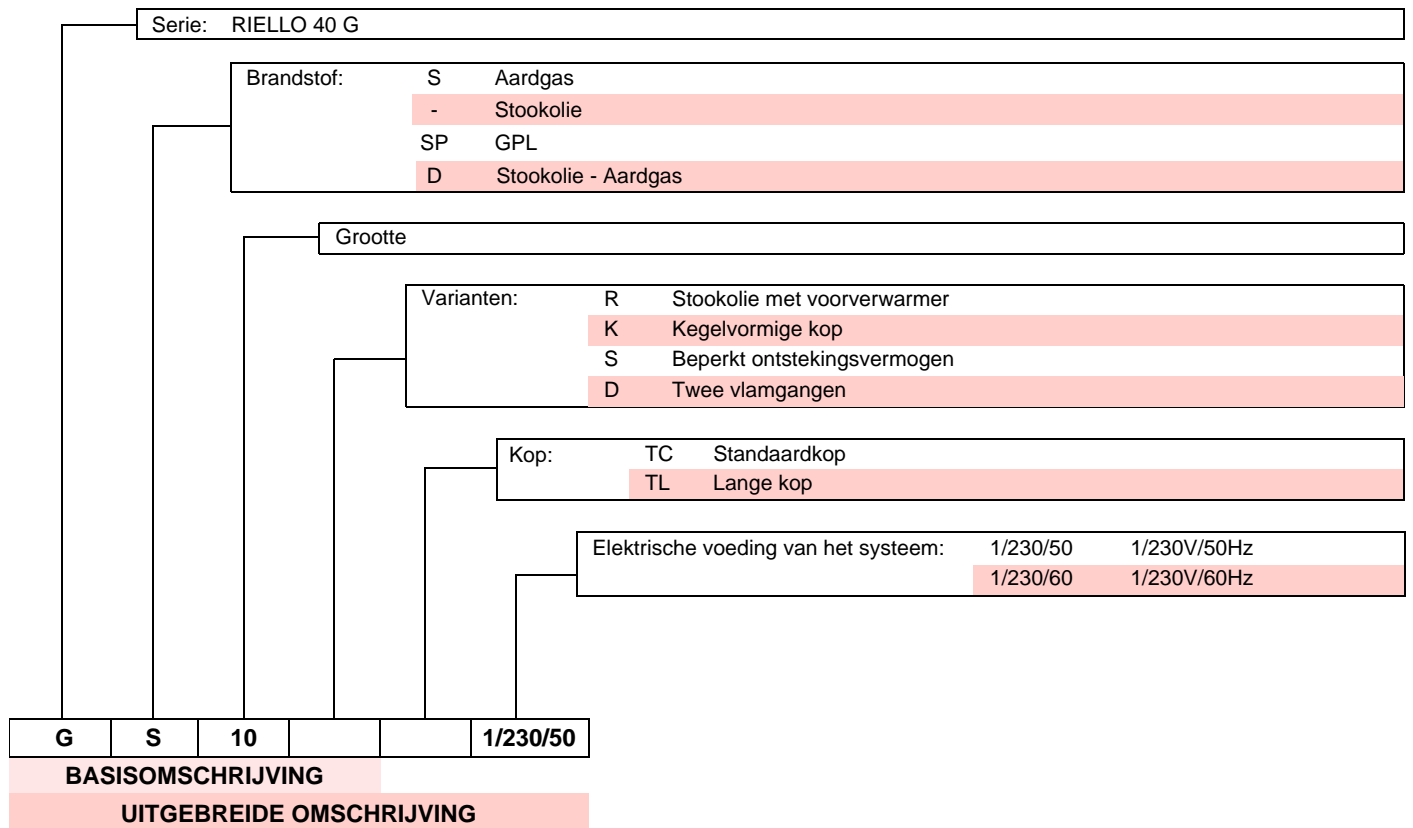 Serie: RIELLO 40 G
Brandstof: S Aardgas
- Stookolie
SP GPL
D Stookolie - Aardgas
Grootte
Varianten: R Stookolie met voorverwarmer
K Kegelvormige kop
S Beperkt ontstekingsvermogen
D Twee vlamgangen
Kop: TC Standaardkop
TL Lange kop
Elektrische voeding van het systeem: 1/230/50 1/230V/50Hz
1/230/60 1/230V/60Hz
G S 10 1/230/50
BASISOMSCHRIJVING
UITGEBREIDE OMSCHRIJVING